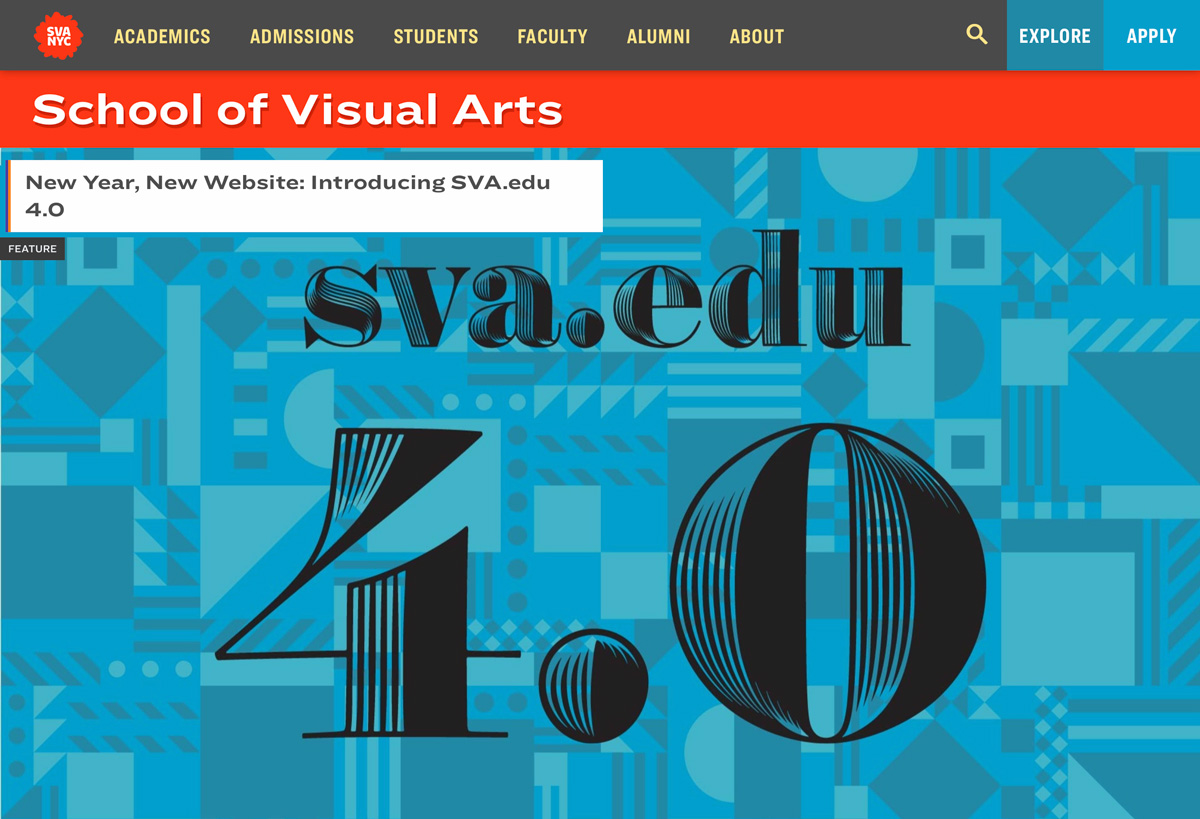 SVA
NYC
ACADEMICS ADMISSIONS STUDENTS FACULTY ALUMNI ABOUT EXPLORE APPLY
School of Visual Arts
New Year, New Website: Introducing SVA.edu
4.0
FEATURE
sva.edu
4.0